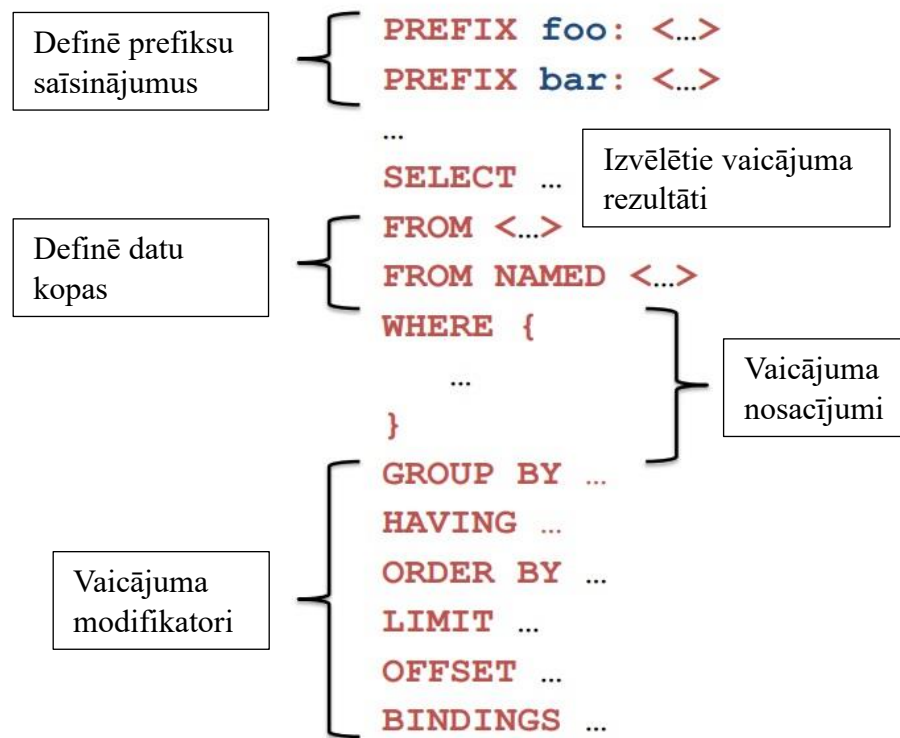 Definē prefiksu
saīsinājumus
PREFIX foo: <…>
PREFIX bar: <…>
…
SELECT …
Izvēlētie vaicājuma
rezultāti
Definē datu
kopas
FROM <…>
FROM NAMED <…>
WHERE {
…
}
Vaicājuma
nosacījumi
GROUP BY …
HAVING …
ORDER BY …
LIMIT …
OFFSET …
BINDINGS …
Vaicājuma
modifikatori